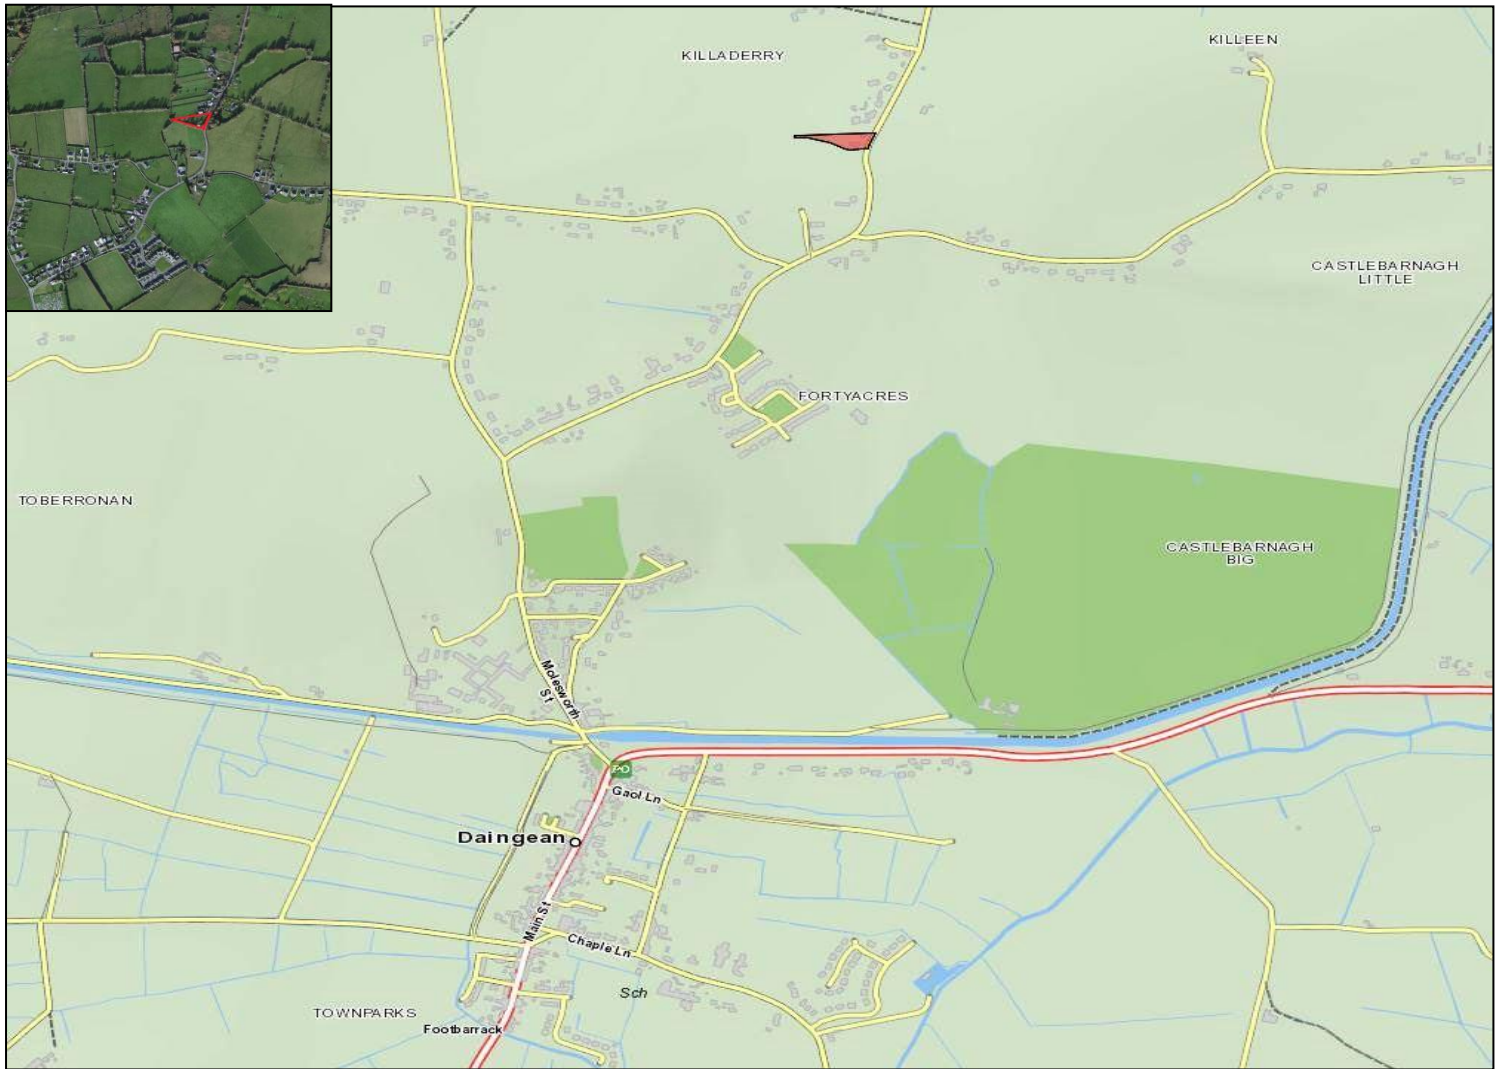 KILLADERRY
KILLEEN
CASTLEBARNAGH
LITTLE
FORTYACRES
TOBERRONAN
CASTLEBARNAGH
BIG
Molesworth
St
Gaol Ln
Daingean
Main St
Chaple Ln
Sch
TOWNPARKS
Footbarrack